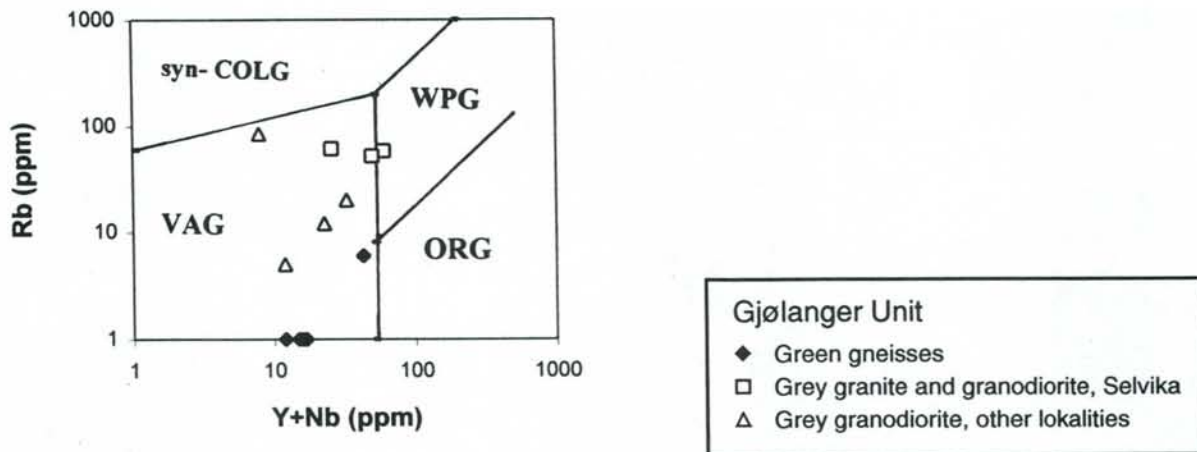 1000
syn- COLG
WPG
100
Rb (ppm)
VAG
10
ORG
1
1 10 100 1000
Y+Nb (ppm)
Gjølanger Unit
Green gneisses
Grey granite and granodiorite, Selvika
Grey granodiorite, other lokalities